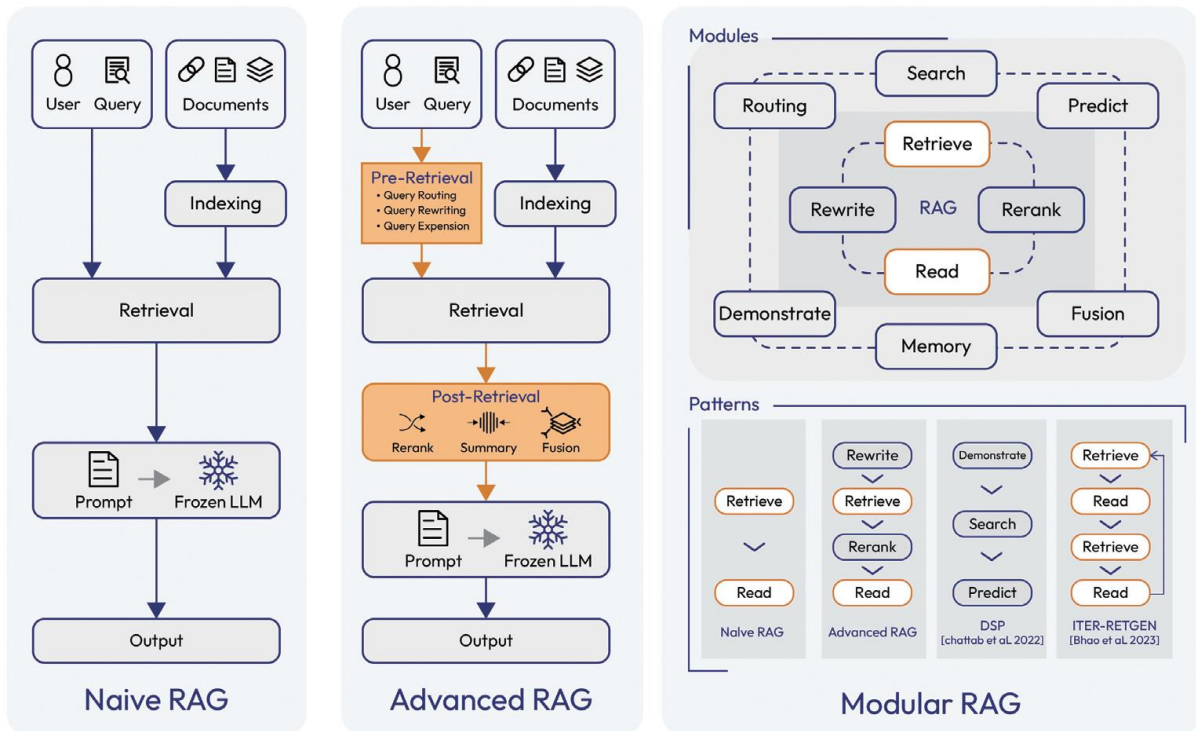 User Query
Documents
Indexing
Retrieval
Prompt
Frozen LLM
Output
Naive RAG
User Query
Documents
Pre-Retrieval
• Query Routing
• Query Rewriting
• Query Expension
Indexing
Retrieval
Post-Retrieval
Rerank
Summary
Fusion
Prompt
Frozen LLM
Output
Advanced RAG
Modules
Search
Routing
Predict
Retrieve
Rewrite
RAG
Rerank
Read
Demonstrate
Fusion
Memory
Patterns
Retrieve
Read
Nalve RAG
Rewrite
Retrieve
Rerank
Read
Advanced RAG
Demonstrate
Search
Predict
DSP
[chattab et aL 2022]
Retrieve
Read
Retrieve
Read
ITER-RETGEN
[Bhao et aL 2023]
Modular RAG